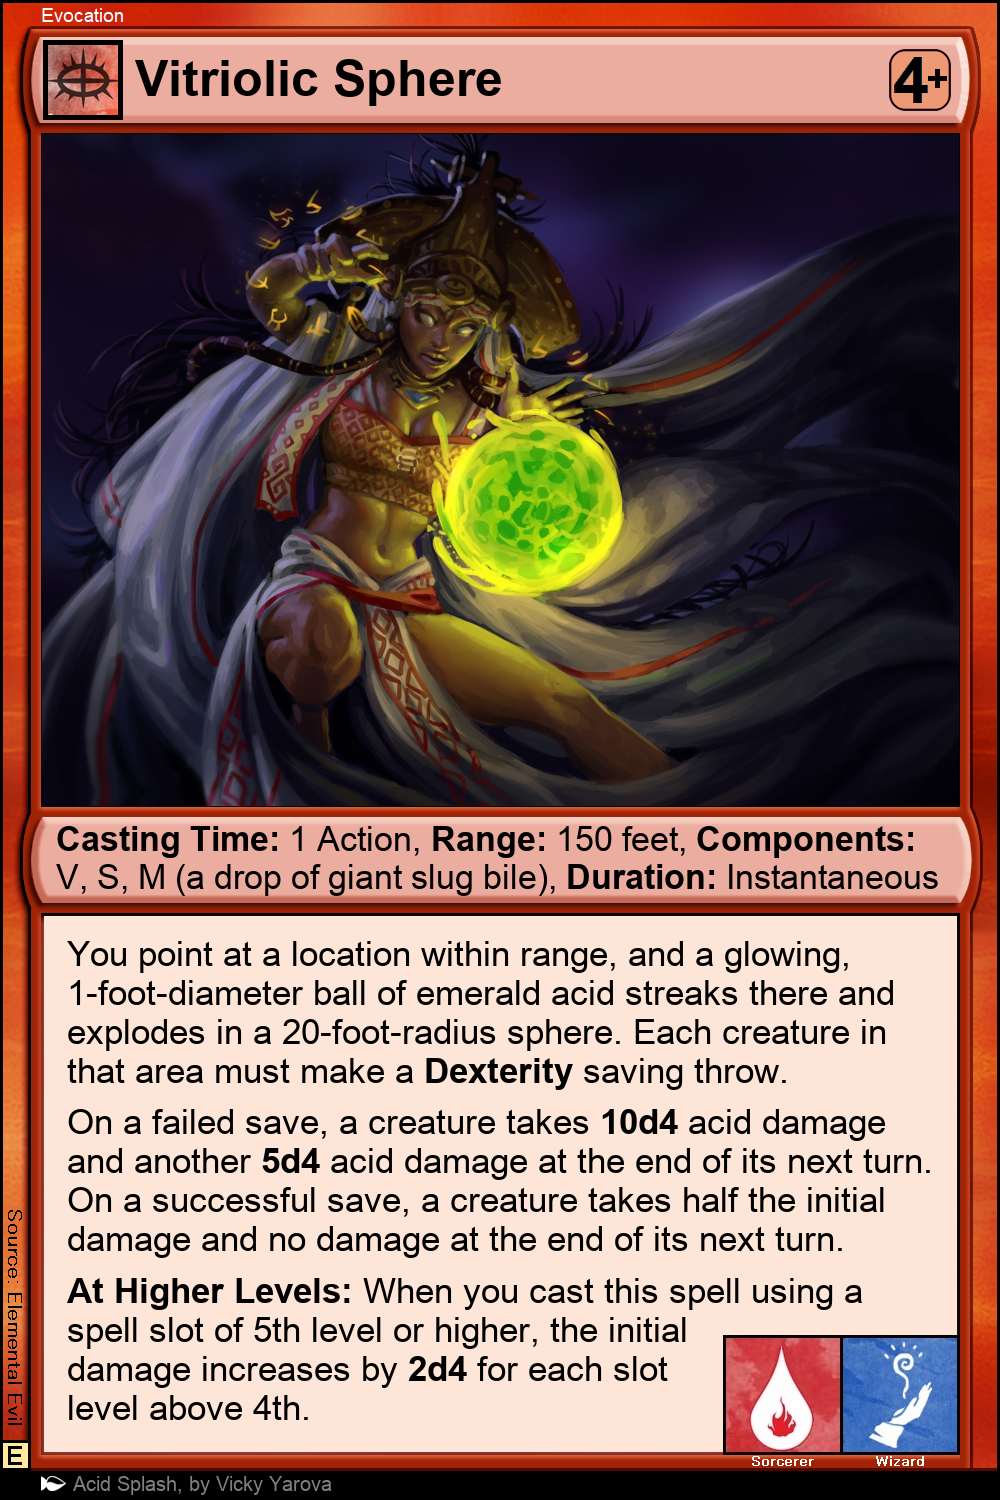 Evocation
Vitriolic Sphere
4+
Casting Time: 1 Action, Range: 150 feet, Components:
V, S, M (a drop of giant slug bile), Duration: Instantaneous
You point at a location within range, and a glowing,
1-foot-diameter ball of emerald acid streaks there and
explodes in a 20-foot-radius sphere. Each creature in
that area must make a Dexterity saving throw.
On a failed save, a creature takes 10d4 acid damage
and another 5d4 acid damage at the end of its next turn.
On a successful save, a creature takes half the initial
damage and no damage at the end of its next turn.
At Higher Levels: When you cast this spell using a
spell slot of 5th level or higher, the initial
damage increases by 2d4 for each slot
level above 4th.
Sorcerer
Wizard
Source: Elemental Evil
E
Acid Splash, by Vicky Yarova